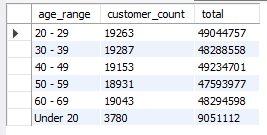 age_range customer_count total
20 - 29 19263 49044757
30 - 39 19287 48288558
40 - 49 19153 49234701
50 - 59 18931 47593977
60 - 69 19043 48294598
Under 20 3780 9051112